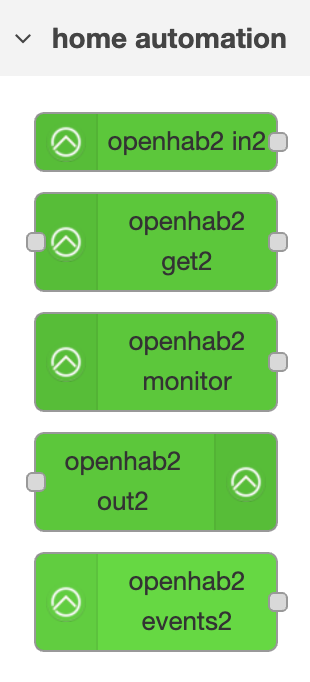 home automation
openhab2 in2
openhab2
get2
openhab2
monitor
openhab2
out2
openhab2
events2